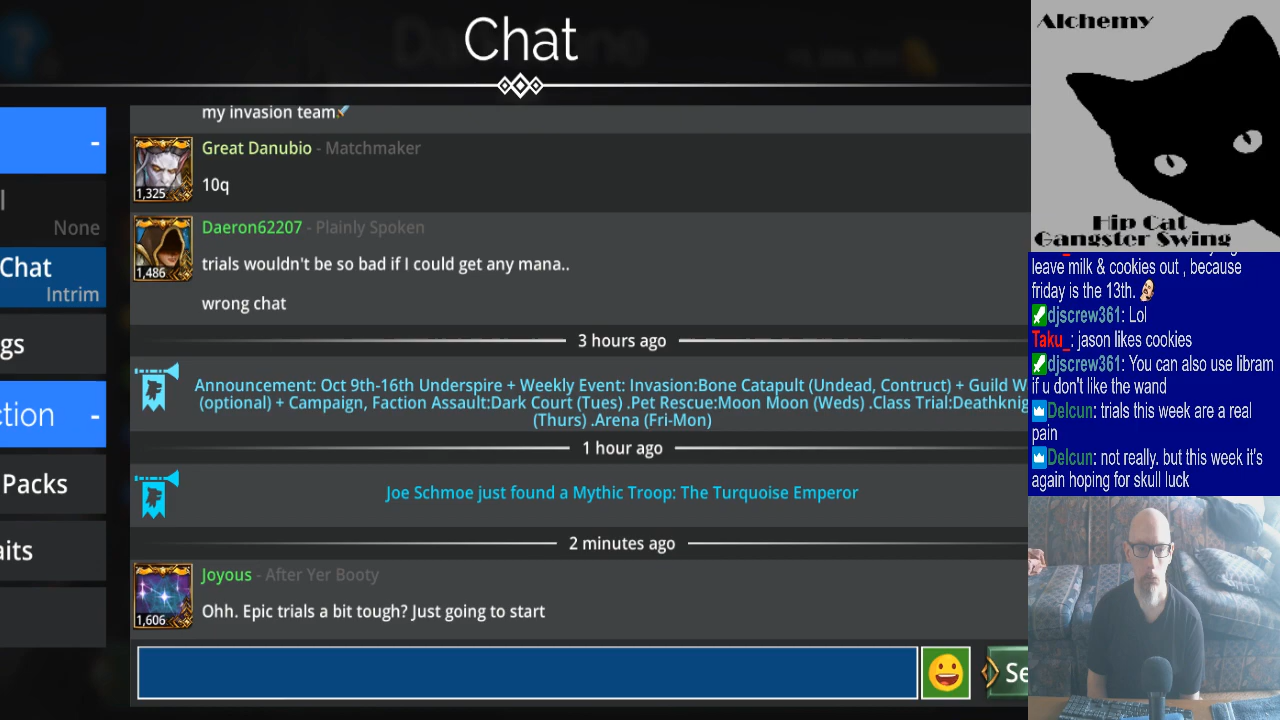 Chat
my invasion team
Great Danubio - Matchmaker
10q
1,325
Daeron62207 - Plainly Spoken
trials wouldn't be so bad if I could get any mana..
1,486
wrong chat
3 hours ago
Announcement: Oct 9th-16th Underspire + Weekly Event: Invasion:Bone Catapult (Undead, Contruct) + Guild W
(optional) + Campaign, Faction Assault:Dark Court (Tues) .Pet Rescue:Moon Moon (Weds) .Class Trial:Deathknig
(Thurs) .Arena (Fri-Mon)
1 hour ago
Joe Schmoe just found a Mythic Troop: The Turquoise Emperor
2 minutes ago
Joyous - After Yer Booty
Ohh. Epic trials a bit tough? Just going to start
1,606
Se
-
l
None
Chat
Intrim
gs
ction -
Packs
aits
Alchemy
Hip Cat
Gangster Swing
leave milk & cookies out , because
friday is the 13th.
djscrew361: Lol
Taku_: jason likes cookies
djscrew361: You can also use libram
if u don't like the wand
Delcun: trials this week are a real
pain
Delcun: not really. but this week it's
again hoping for skull luck